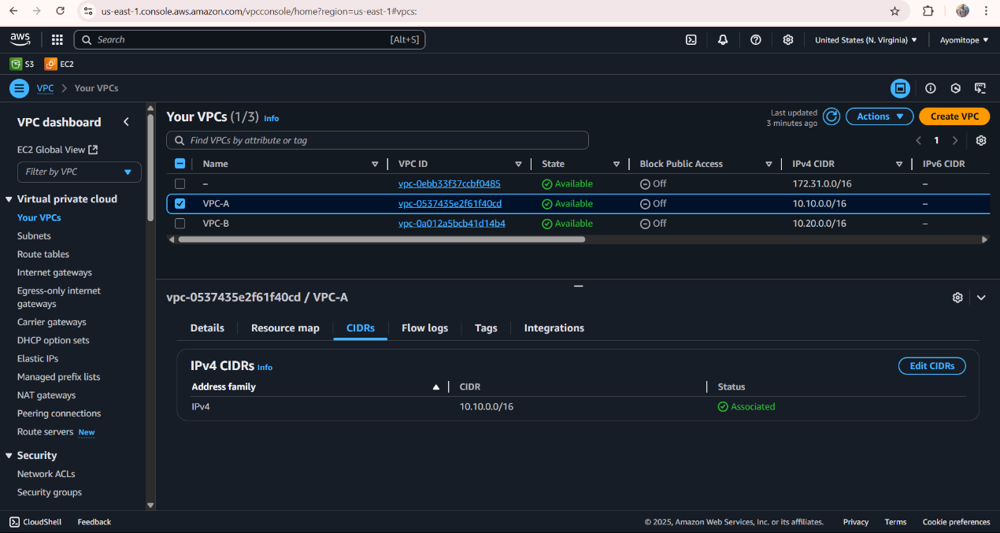 us-east-1.console.aws.amazon.com/vpcconsole/home?region=us-east-1#vpcs:
aws Search [Alt+S] United States (N. Virginia) Ayomitope
S3 EC2
VPC Your VPCs
VPC dashboard
EC2 Global View
Filter by VPC
Virtual private cloud
Your VPCs
Subnets
Route tables
Internet gateways
Egress-only internet
gateways
Carrier gateways
DHCP option sets
Elastic IPs
Managed prefix lists
NAT gateways
Peering connections
Route servers New
Security
Network ACLs
Security groups
Your VPCs (1/3) Info
Last updated
3 minutes ago
Actions
Create VPC
Find VPCs by attribute or tag
1
Name VPC ID State Block Public Access IPv4 CIDR IPv6 CIDR
– vpc-0ebb33f37ccbf0485 Available Off 172.31.0.0/16 –
VPC-A vpc-0537435e2f61f40cd Available Off 10.10.0.0/16 –
VPC-B vpc-0a012a5bcb41d14b4 Available Off 10.20.0.0/16 –
vpc-0537435e2f61f40cd / VPC-A
Details Resource map CIDRs Flow logs Tags Integrations
IPv4 CIDRs Info
Edit CIDRs
Address family CIDR Status
IPv4 10.10.0.0/16 Associated
CloudShell Feedback © 2025, Amazon Web Services, Inc. or its affiliates. Privacy Terms Cookie preferences